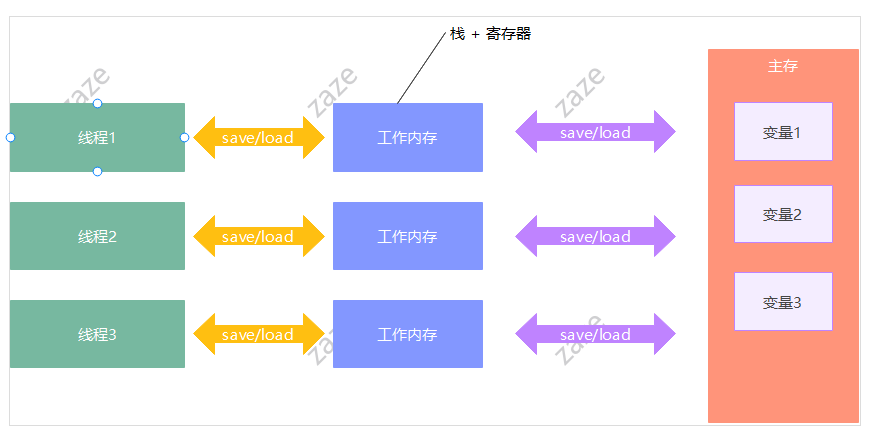 栈 + 寄存器
主存
zaze
zaze
zaze
线程1
save/load
工作内存
save/load
变量1
线程2
save/load
工作内存
save/load
变量2
线程3
save/load
工作内存
save/load
变量3
zaze
zaze